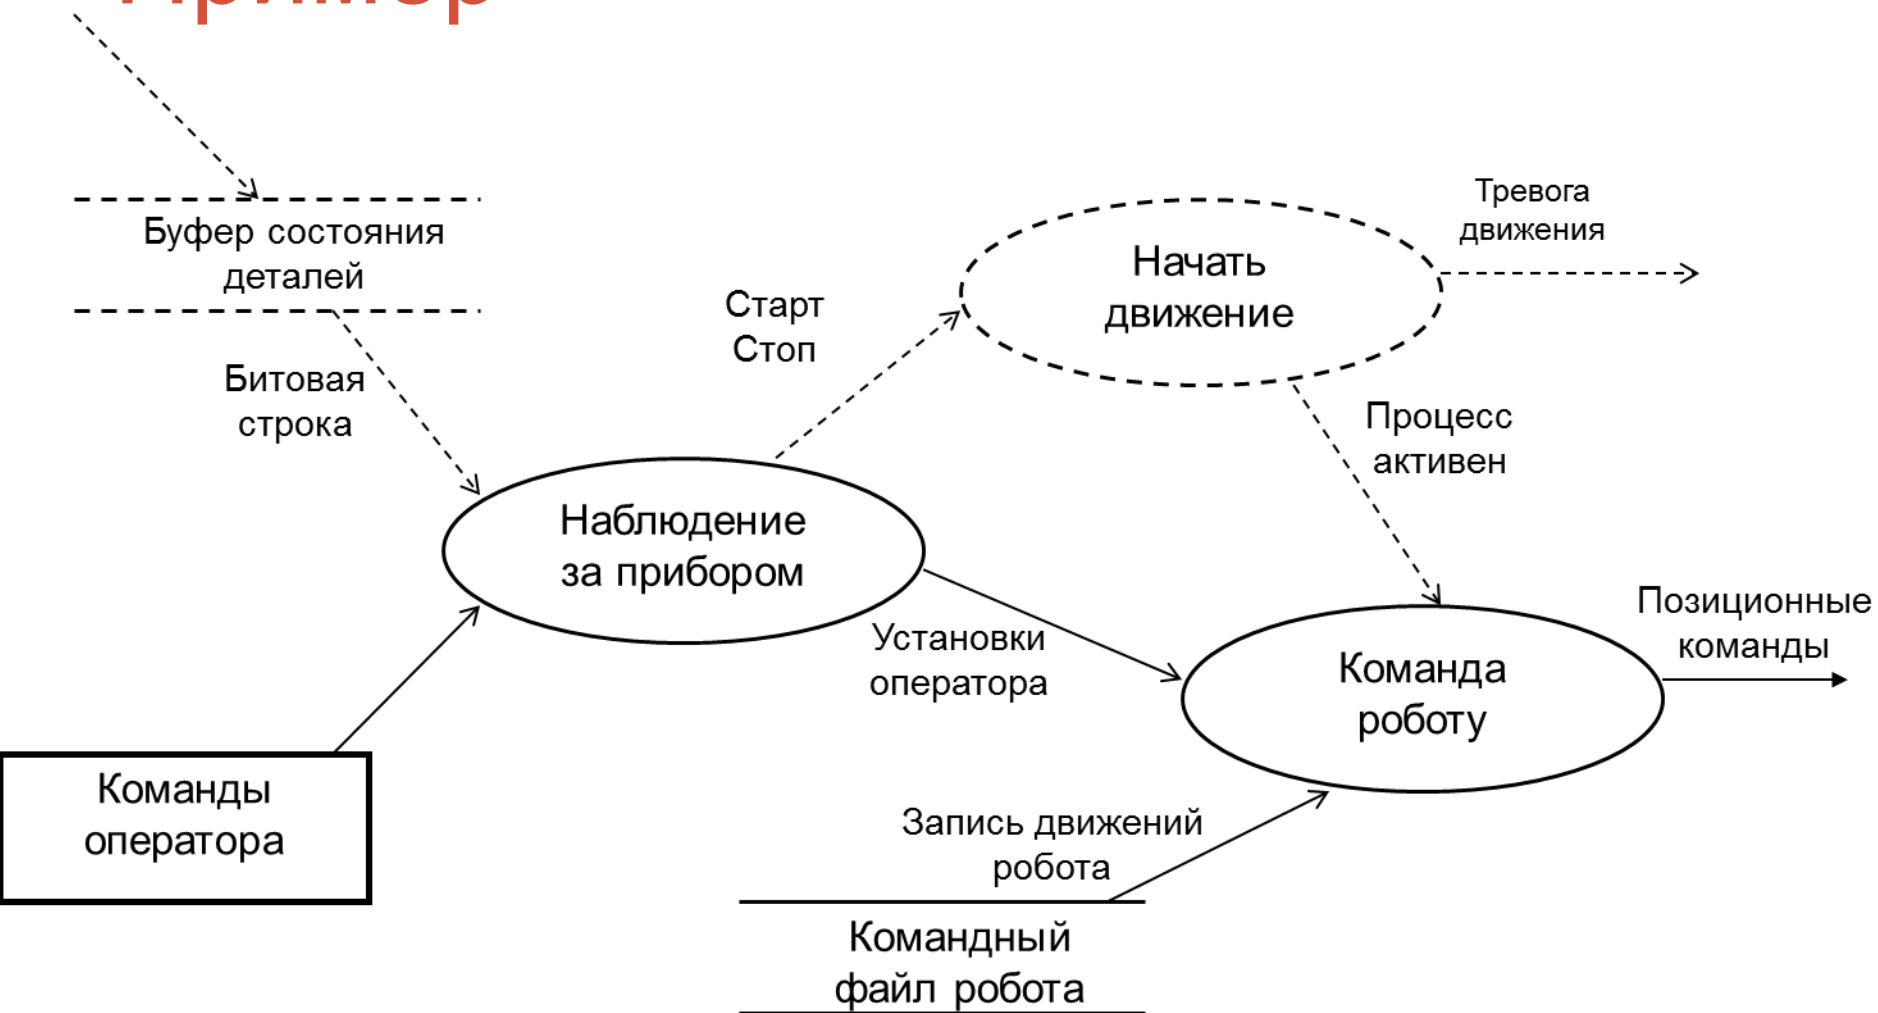 Пример
Тревога
движения
Буфер состояния
деталей
Начать
движение
Старт
Стоп
Битовая
строка
Процесс
активен
Наблюдение
за прибором
Позиционные
команды
Установки
оператора
Команда
роботу
Команды
оператора
Запись движений
робота
Командный
файл робота